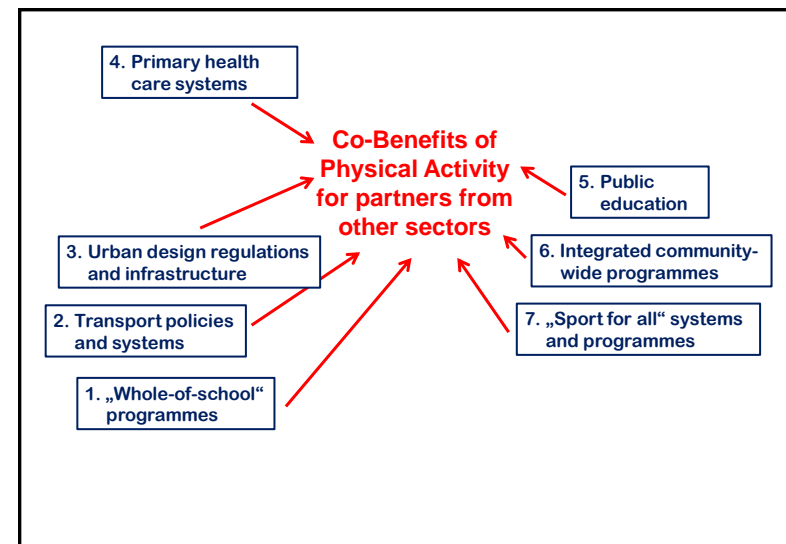 4. Primary health
care systems
Co-Benefits of
Physical Activity
for partners from
other sectors
5. Public
education
3. Urban design regulations
and infrastructure
6. Integrated community-
wide programmes
2. Transport policies
and systems
7. „Sport for all“ systems
and programmes
1. „Whole-of-school“
programmes